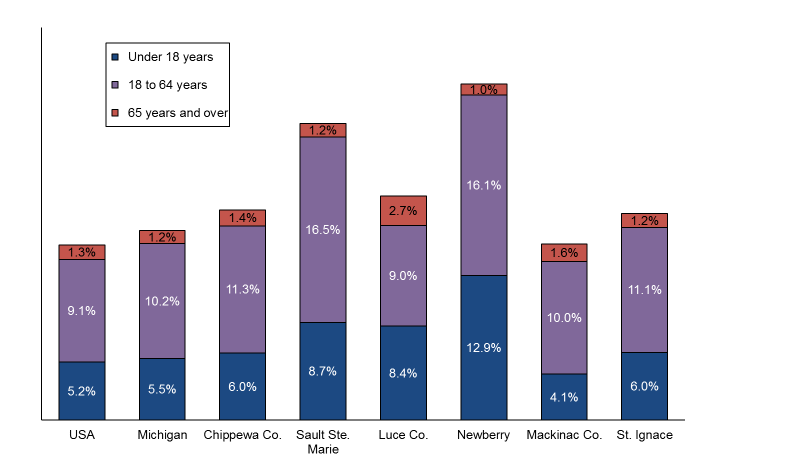 Under 18 years
18 to 64 years
65 years and over
1.3%
9.1%
5.2%
1.2%
10.2%
5.5%
1.4%
11.3%
6.0%
1.2%
16.5%
8.7%
2.7%
9.0%
8.4%
1.0%
16.1%
12.9%
1.6%
10.0%
4.1%
1.2%
11.1%
6.0%
USA
Michigan
Chippewa Co.
Sault Ste.
Marie
Luce Co.
Newberry
Mackinac Co.
St. Ignace